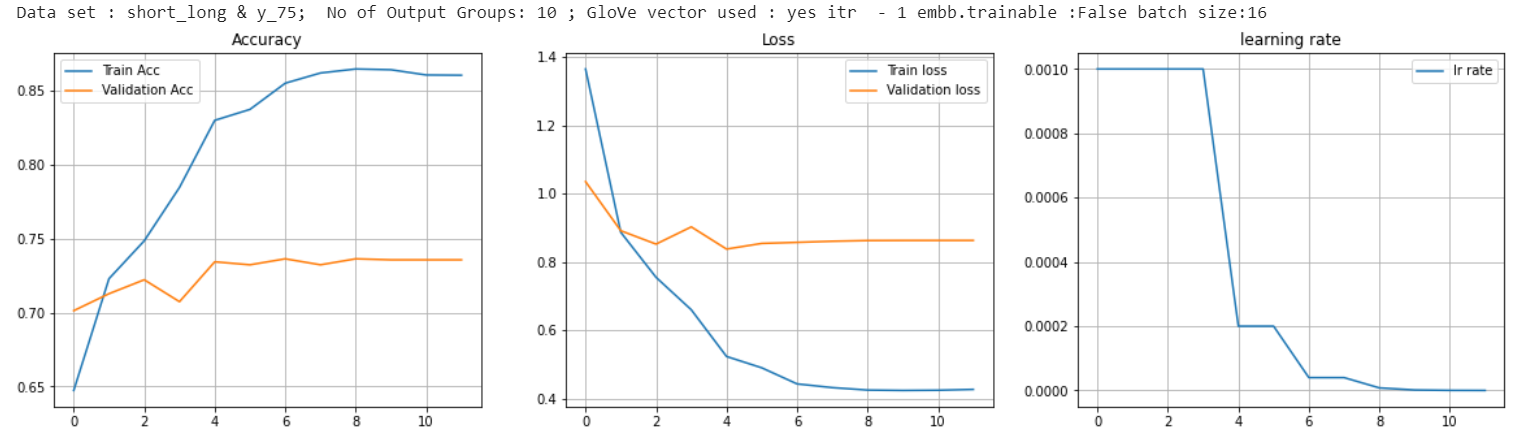 Data set : short_long & y_75;  No of Output Groups: 10 ; GloVe vector used : yes itr  - 1 embb.trainable :False batch size:16
Accuracy
Train Acc
Validation Acc
0.85
0.80
0.75
0.70
0.65
0 2 4 6 8 10
Loss
Train loss
Validation loss
1.4
1.2
1.0
0.8
0.6
0.4
0 2 4 6 8 10
learning rate
lr rate
0.0010
0.0008
0.0006
0.0004
0.0002
0.0000
0 2 4 6 8 10